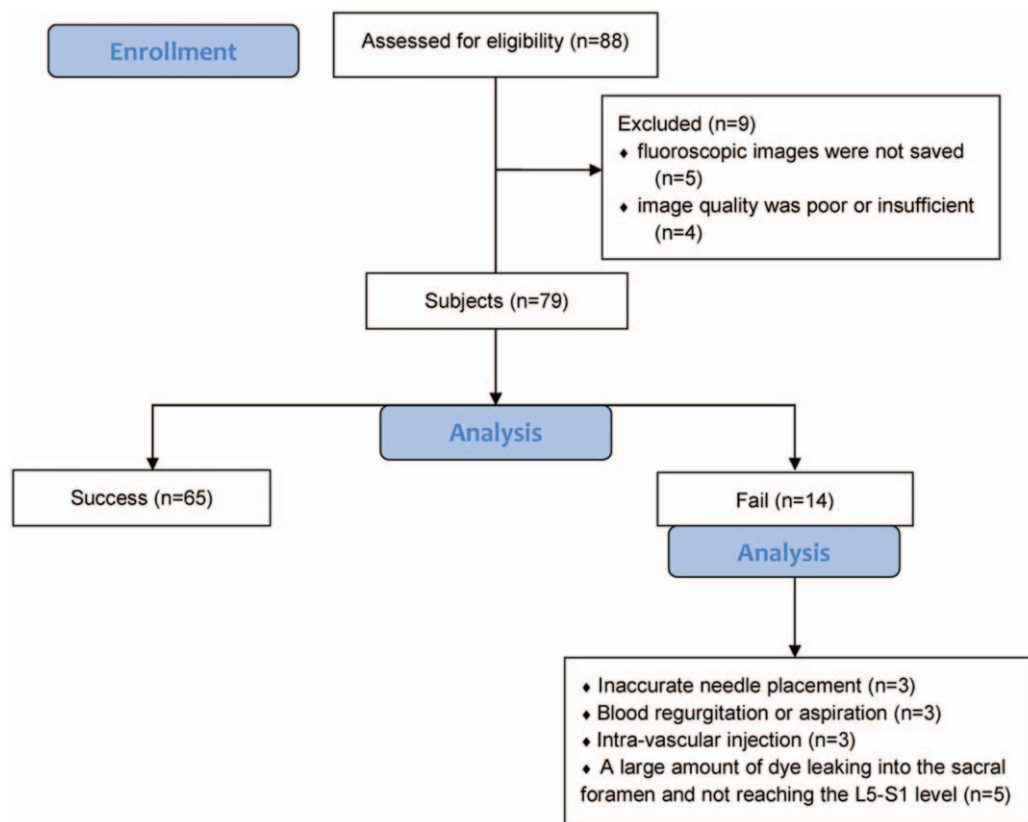 Enrollment
Assessed for eligibility (n=88)
Excluded (n=9)
♦ fluoroscopic images were not saved
(n=5)
♦ image quality was poor or insufficient
(n=4)
Subjects (n=79)
Analysis
Success (n=65)
Fail (n=14)
Analysis
♦ Inaccurate needle placement (n=3)
♦ Blood regurgitation or aspiration (n=3)
♦ Intra-vascular injection (n=3)
♦ A large amount of dye leaking into the sacral
foramen and not reaching the L5-S1 level (n=5)